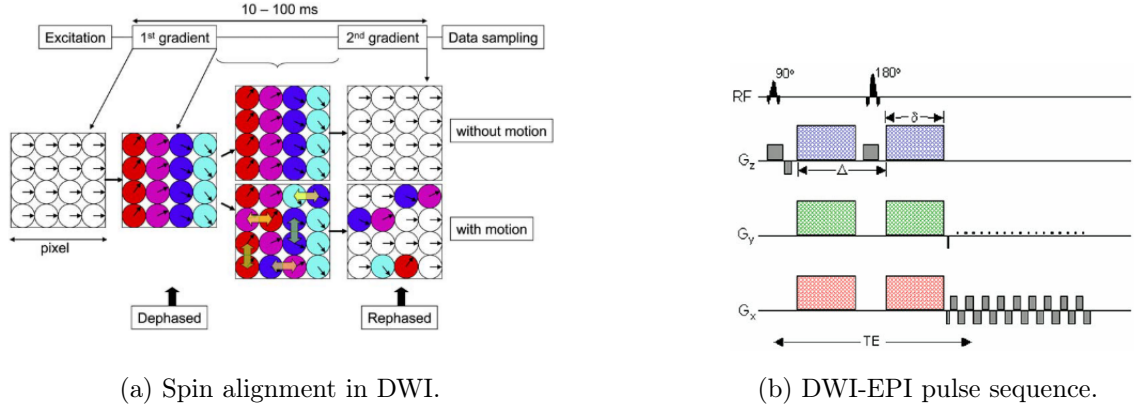 10 – 100 ms
Excitation
1st gradient
2nd gradient
Data sampling
without motion
with motion
pixel
Dephased
Rephased
(a) Spin alignment in DWI.
90°
180°
RF
δ
Gz
Δ
Gy
Gx
TE
(b) DWI-EPI pulse sequence.